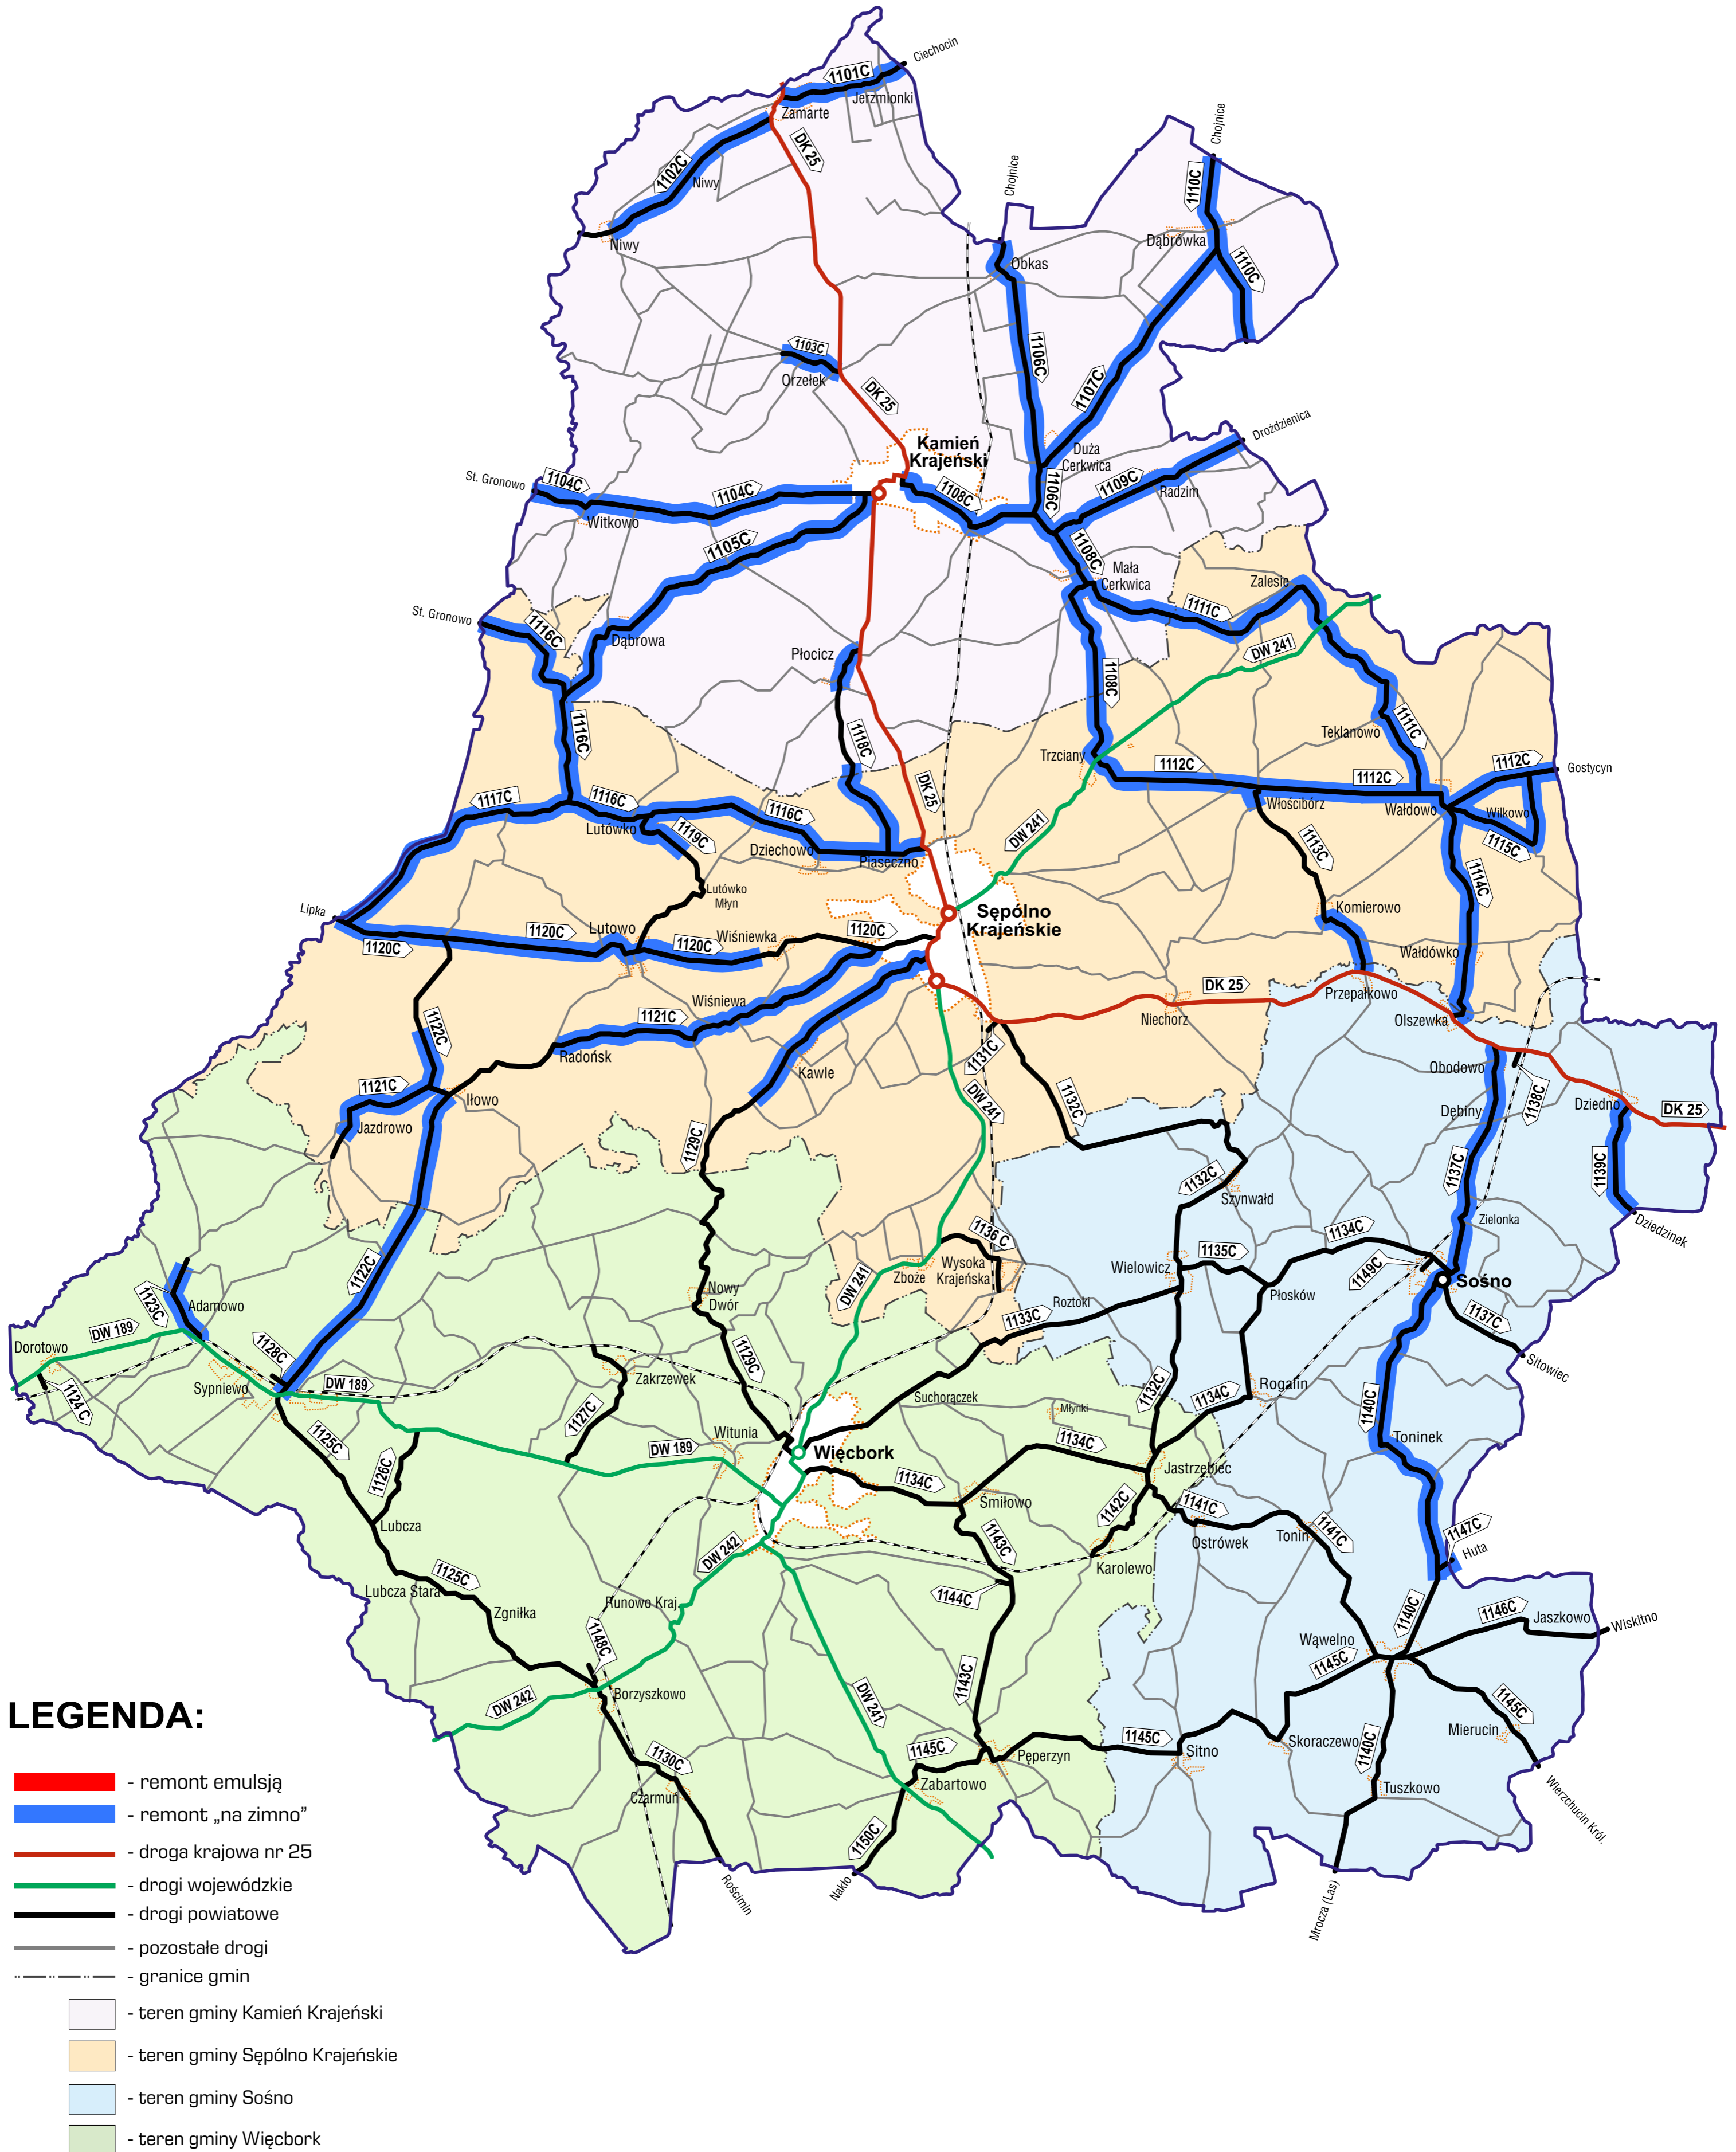 Ciechocin
1101C
Jerzmionki
Zamarte
DK 25
1102C
Niwy
Niwy
Chojnice
Chojnice
1110C
Dąbrówka
1110C
Obkas
1103C
Orzełek
1106C
1107C
DK 25
Kamień
Krajeński
Duża
Cerkwica
Drożdzienica
St. Gronowo
1104C
1104C
1108C
1106C
1109C
Radzim
Witkowo
1105C
1108C
Mała
Cerkwica
Zalesie
St. Gronowo
1116C
Dąbrowa
1111C
Płocicz
DW 241
1108C
1116C
1118C
Teklanowo
1111C
Trzciany
1112C
1112C
1112C
Gostycyn
DK 25
1117C
1116C
1116C
Lutówko
1119C
Włościbórz
Wałdowo
Wilkowo
DW 241
Dziechowo
Piaseczno
1113C
1115C
1114C
Lutówko
Młyn
Lipka
Komierowo
Sępólno
Krajeńskie
1120C
1120C
Lutowo
1120C
Wiśniewka
1120C
Wałdówko
DK 25
Przepałkowo
Wiśniewa
1121C
Niechorz
Olszewka
1122C
Radońsk
1131C
Kawle
Obodowo
1121C
Iłowo
DW 241
1132C
Dębiny
1138C
Dziedno
DK 25
Jazdrowo
1129C
1137C
1139C
1132C
Szynwałd
Dziedzinek
1136 C
1134C
Zielonka
1122C
Zboże
Wysoka
Krajeńska
Wielowicz
1135C
1149C
Sośno
1123C
Adamowo
Nowy
Dwór
DW 241
Roztoki
1133C
Płosków
1137C
DW 189
Dorotowo
Sitowiec
1128C
1129C
Zakrzewek
DW 189
Sypniewo
1124 C
1132C
1134C
Rogalin
Suchorączek
Młynki
1140C
1127C
1125C
Witunia
DW 189
Więcbork
1134C
Toninek
1126C
1134C
Jastrzębiec
Śmiłowo
1142C
1141C
Lubcza
Ostrówek
Tonin
1141C
1147C
Huta
DW 242
1143C
Karolewo
1125C
Lubcza Stara
1144C
Runowo Kraj.
Zgniłka
1140C
1146C
Jaszkowo
Wiskitno
1148C
Wąwelno
1145C
1143C
LEGENDA:
DW 242
Borzyszkowo
DW 241
1145C
Mierucin
1145C
1145C
Sitno
Skoraczewo
1140C
Pęperzyn
1130C
Zabartowo
Tuszkowo
Czarmuń
Wierzchucin Król.
1150C
Rościmin
Nakło
Mrocza (Las)
- remont emulsją
- remont „na zimno”
- droga krajowa nr 25
- drogi wojewódzkie
- drogi powiatowe
- pozostałe drogi
- granice gmin
- teren gminy Kamień Krajeński
- teren gminy Sępólno Krajeńskie
- teren gminy Sośno
- teren gminy Więcbork